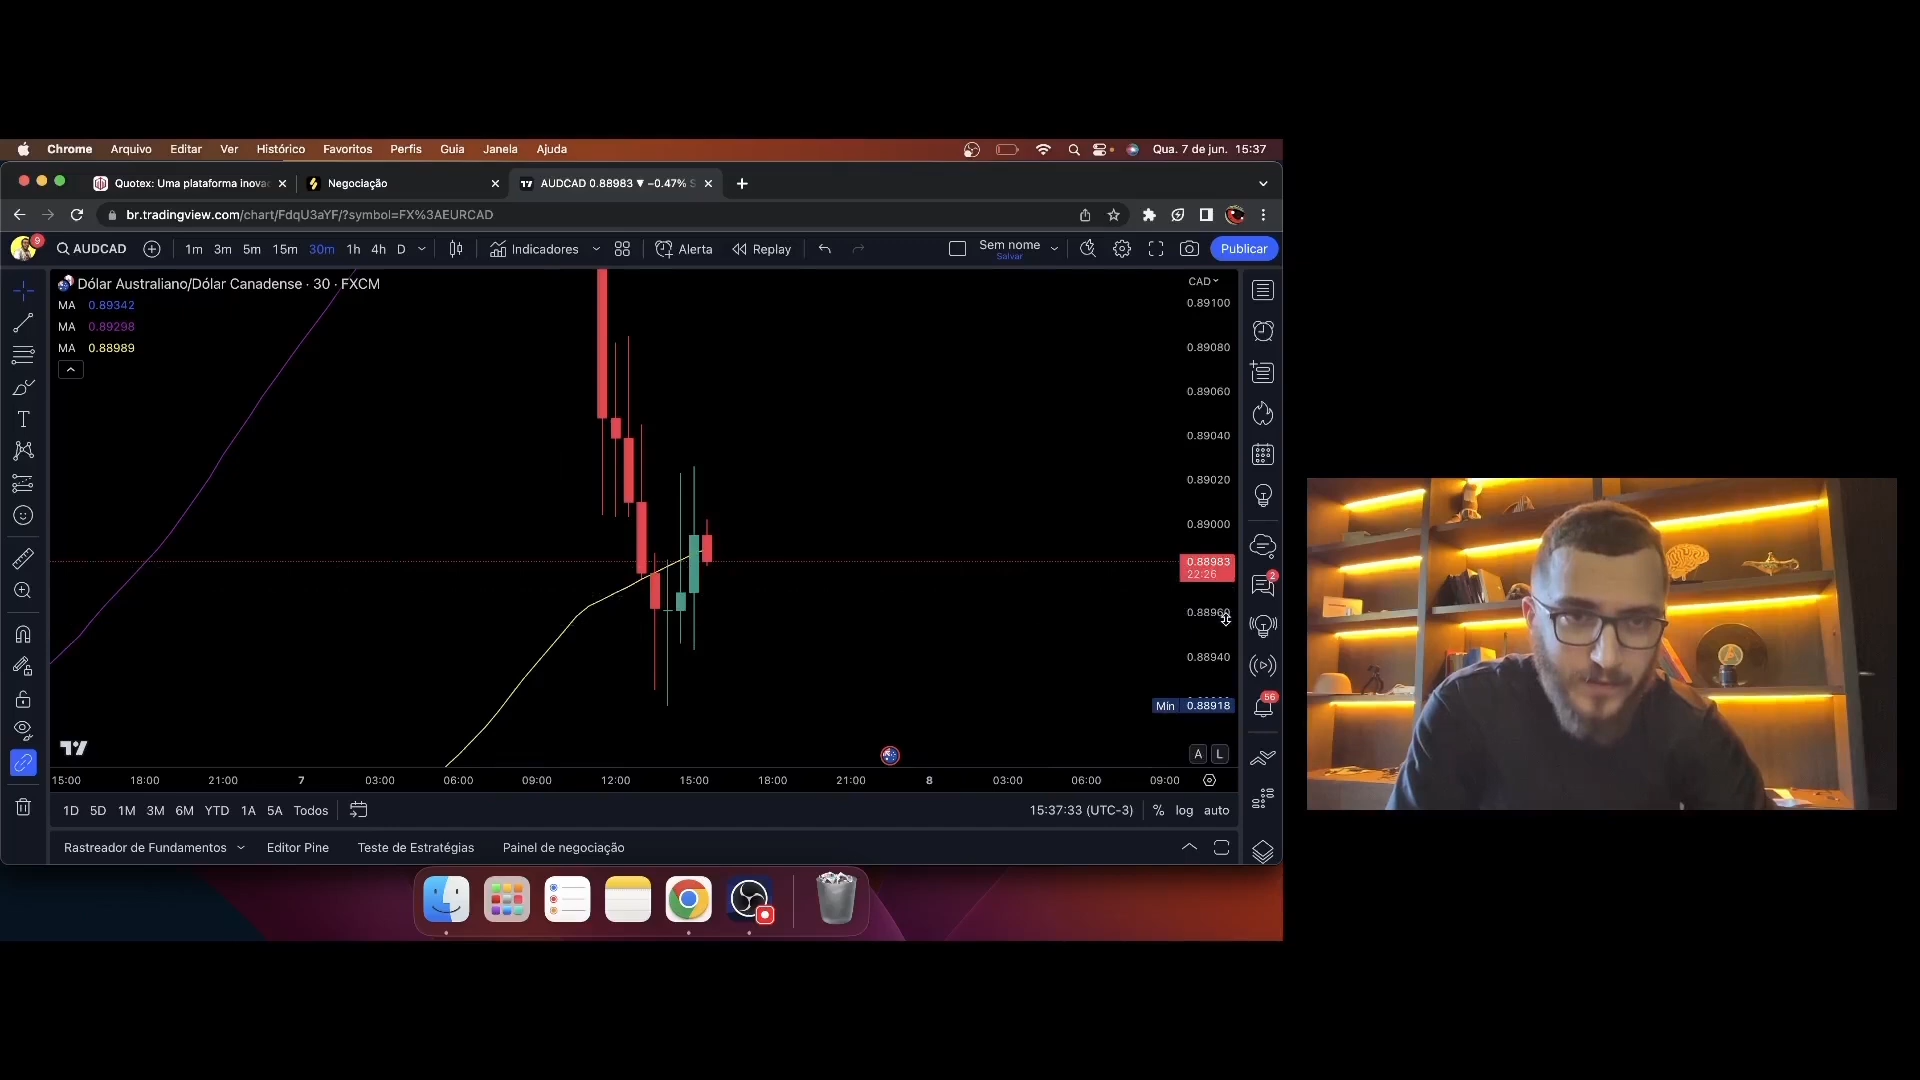 Chrome Arquivo Editar Ver Histórico Favoritos Perfis Guia Janela Ajuda Qua. 7 de jun. 15:37
Quotex: Uma plataforma inova Negociação AUDCAD 0.88983 ▼ −0.47% S
br.tradingview.com/chart/FdqU3aYF/?symbol=FX%3AEURCAD
9 AUDCAD 1m 3m 5m 15m 30m 1h 4h D Indicadores Alerta Replay Sem nome Publicar
Salvar
Dólar Australiano/Dólar Canadense · 30 · FXCM CAD
MA 0.89342 0.89100
MA 0.89298
MA 0.88989 0.89080
0.89060
0.89040
0.89020
0.89000
0.88983
22:26
2
0.88960
0.88940
56
Min 0.88918
A L
15:00 18:00 21:00 7 03:00 06:00 09:00 12:00 15:00 18:00 21:00 8 03:00 06:00 09:00
1D 5D 1M 3M 6M YTD 1A 5A Todos 15:37:33 (UTC-3) % log auto
Rastreador de Fundamentos Editor Pine Teste de Estratégias Painel de negociação